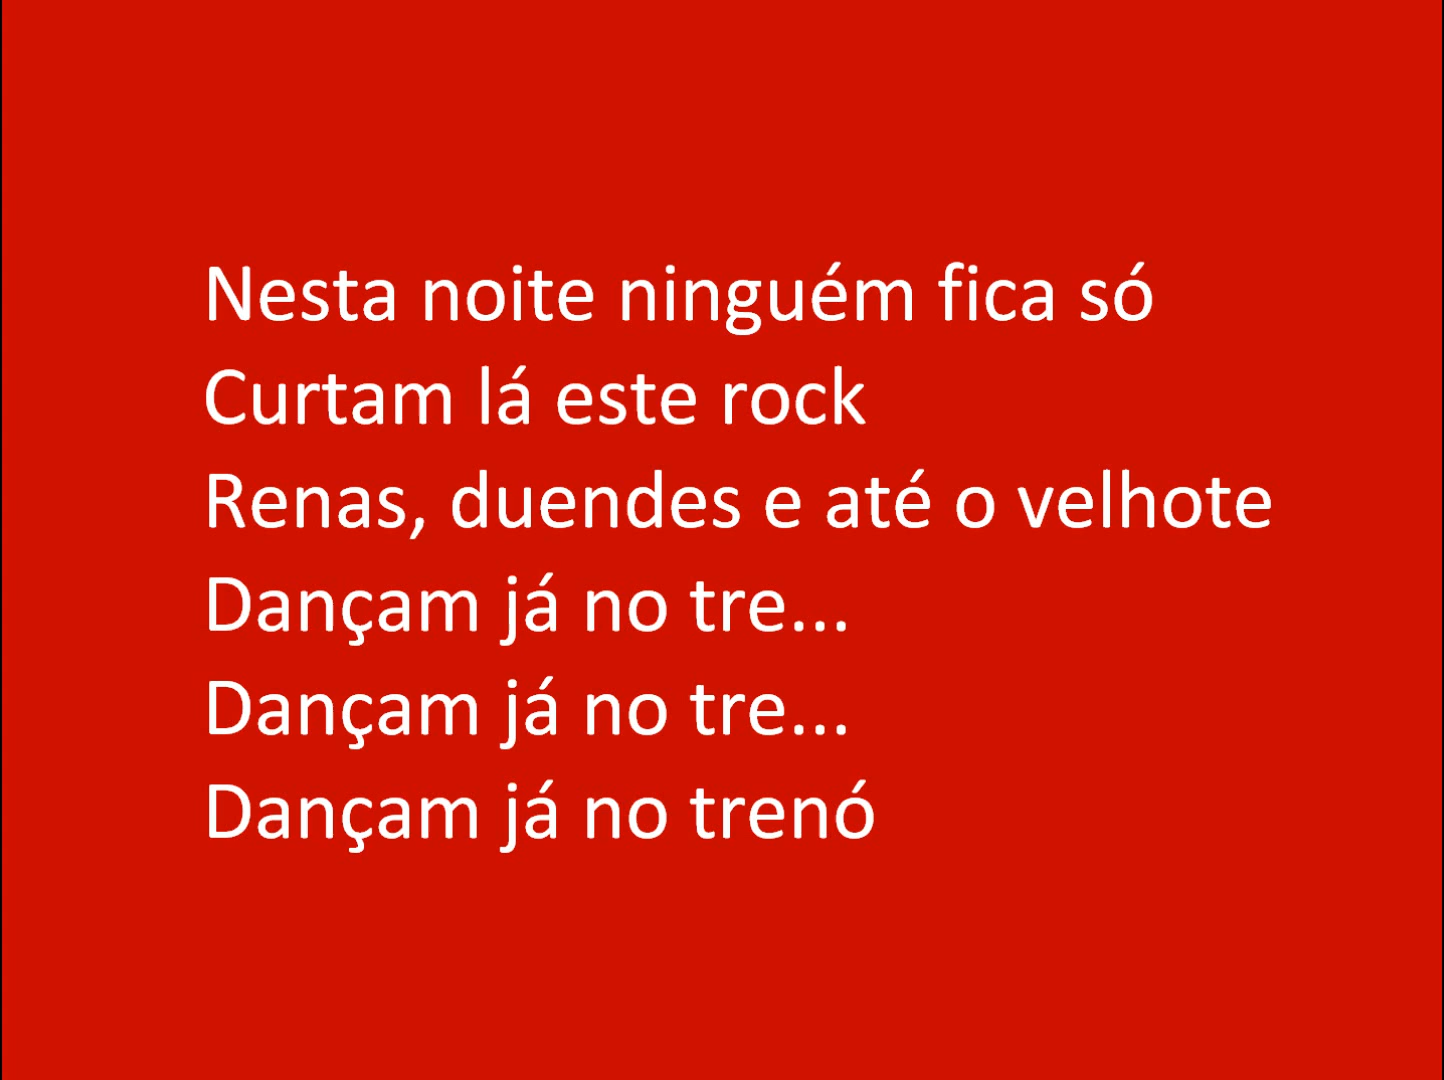 Nesta noite ninguém fica só
Curtam lá este rock
Renas, duendes e até o velhote
Dançam já no tre...
Dançam já no tre...
Dançam já no trenó